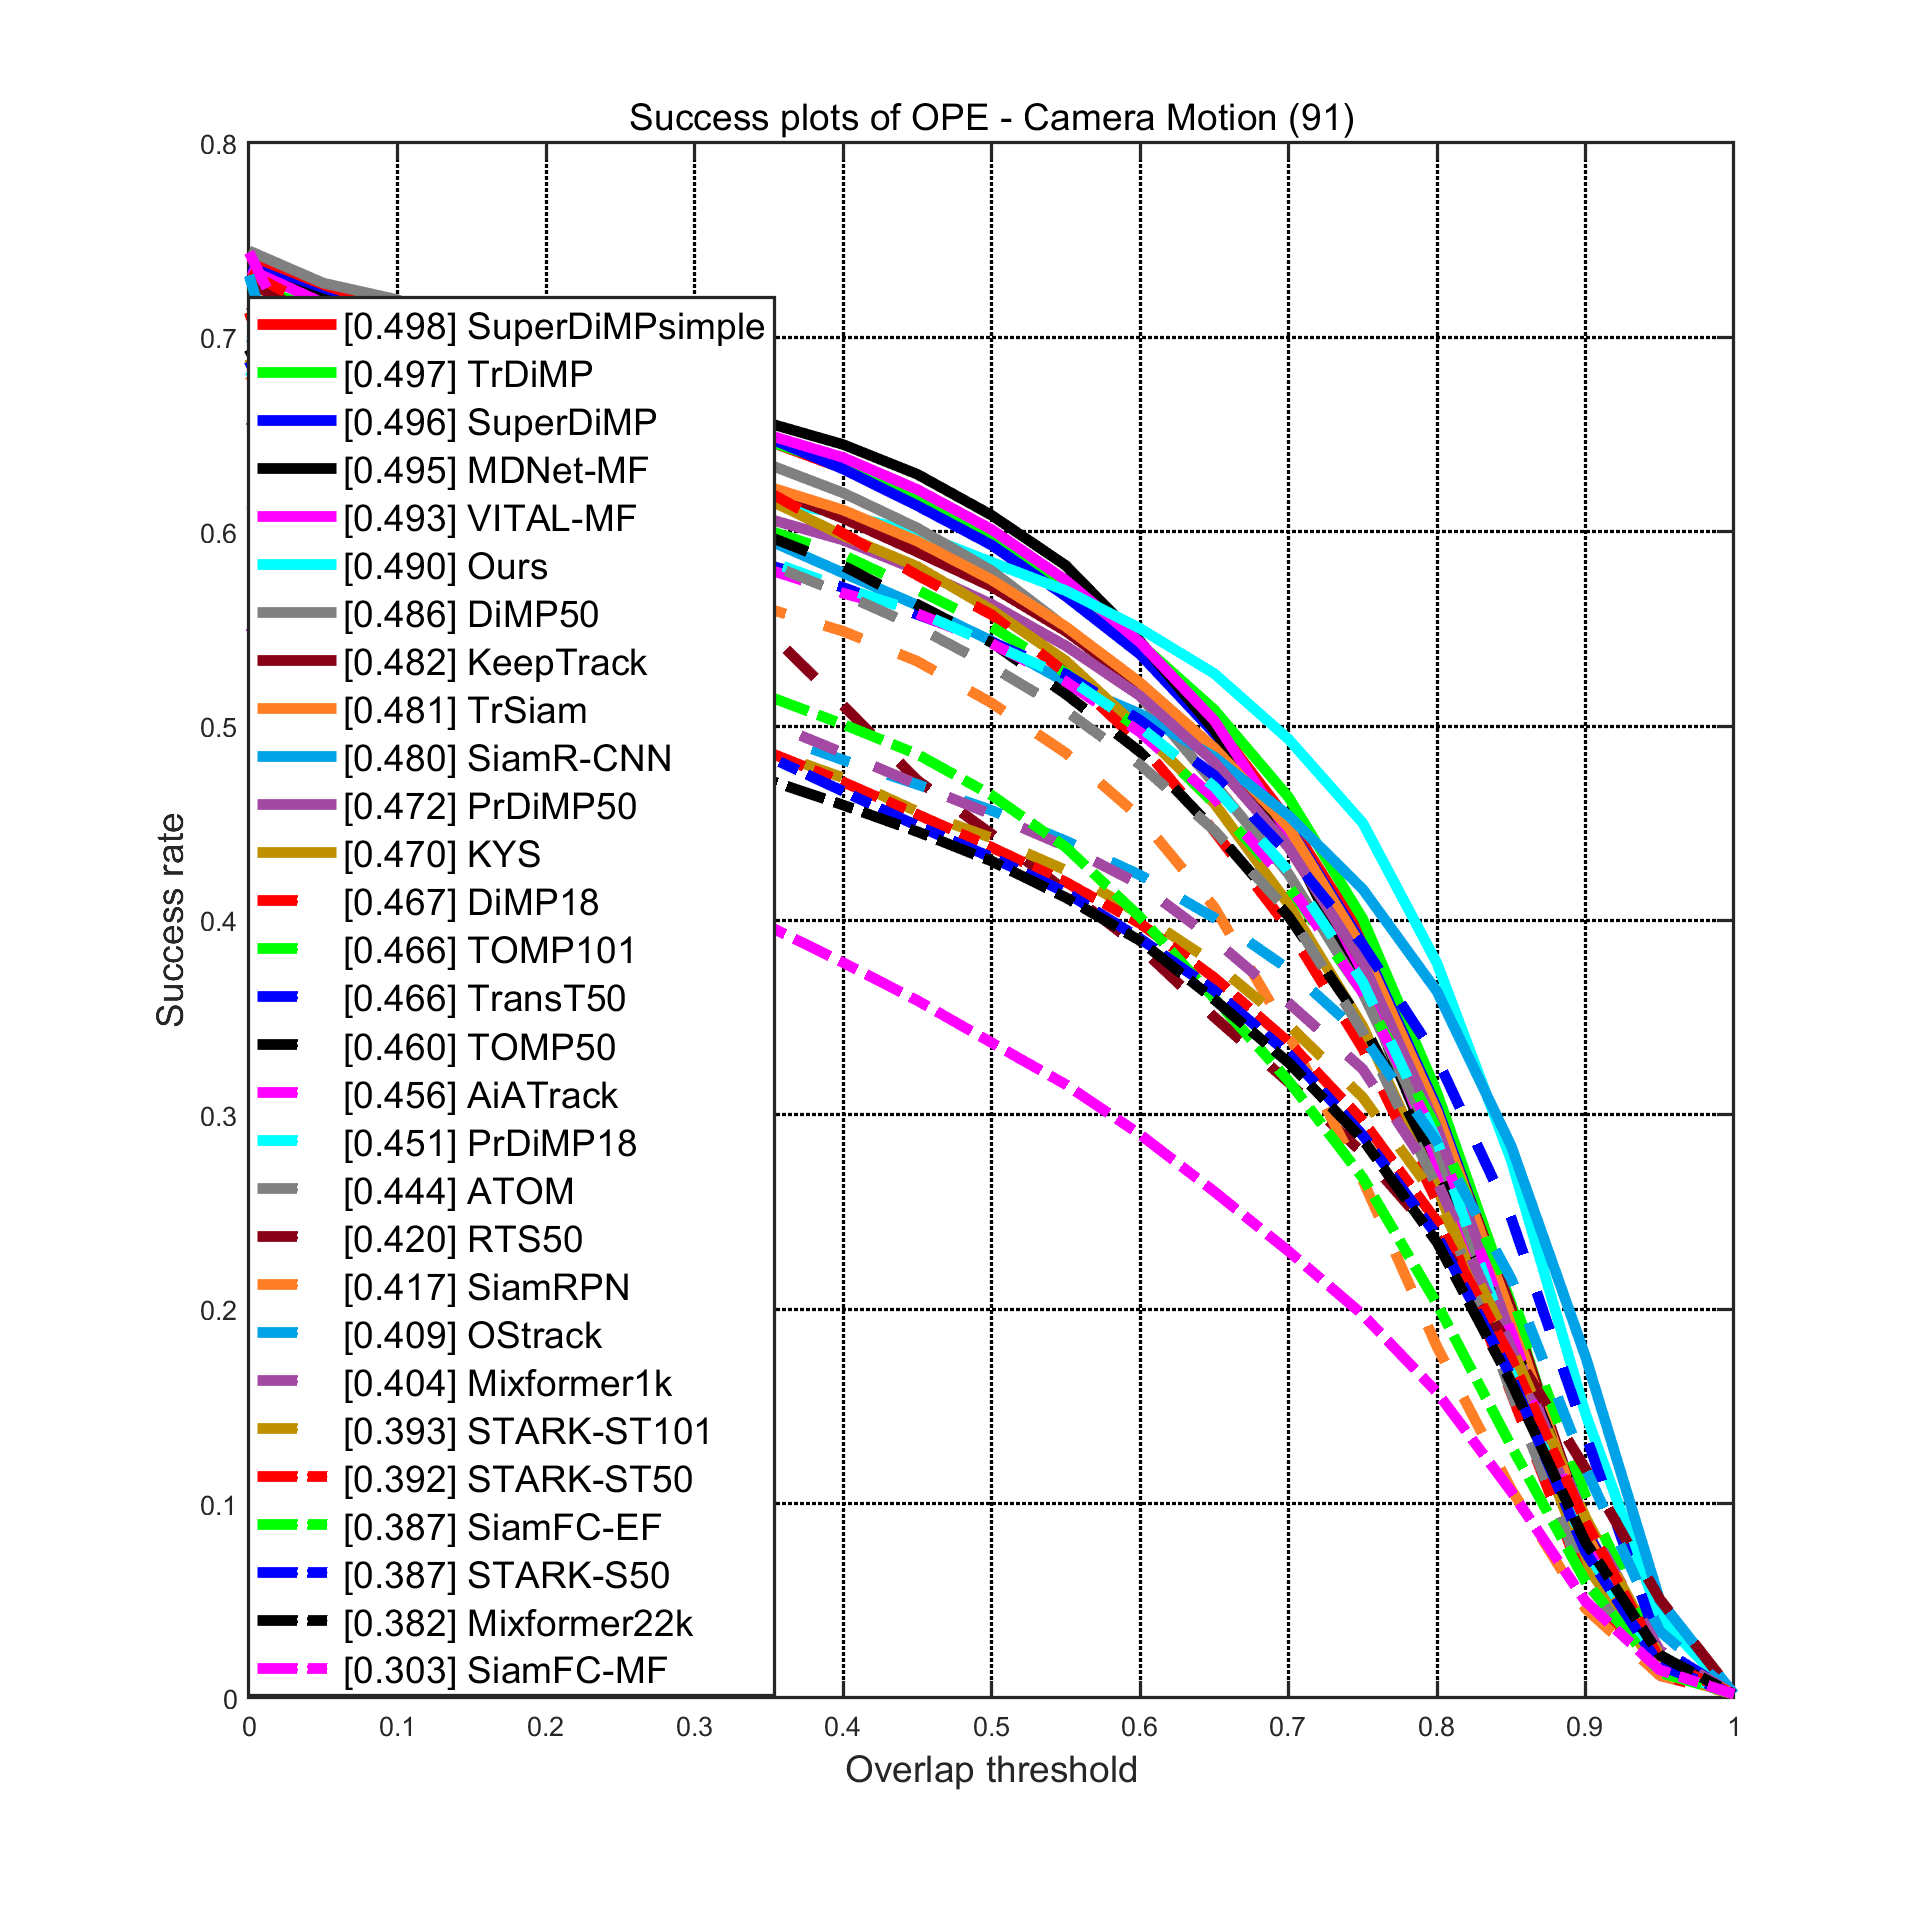 Success plots of OPE - Camera Motion (91)
0.8
0.7
0.6
0.5
0.4
0.3
0.2
0.1
0
Success rate
[0.498] SuperDiMPsimple
[0.497] TrDiMP
[0.496] SuperDiMP
[0.495] MDNet-MF
[0.493] VITAL-MF
[0.490] Ours
[0.486] DiMP50
[0.482] KeepTrack
[0.481] TrSiam
[0.480] SiamR-CNN
[0.472] PrDiMP50
[0.470] KYS
[0.467] DiMP18
[0.466] TOMP101
[0.466] TransT50
[0.460] TOMP50
[0.456] AiATrack
[0.451] PrDiMP18
[0.444] ATOM
[0.420] RTS50
[0.417] SiamRPN
[0.409] OStrack
[0.404] Mixformer1k
[0.393] STARK-ST101
[0.392] STARK-ST50
[0.387] SiamFC-EF
[0.387] STARK-S50
[0.382] Mixformer22k
[0.303] SiamFC-MF
0 0.1 0.2 0.3 0.4 0.5 0.6 0.7 0.8 0.9 1
Overlap threshold